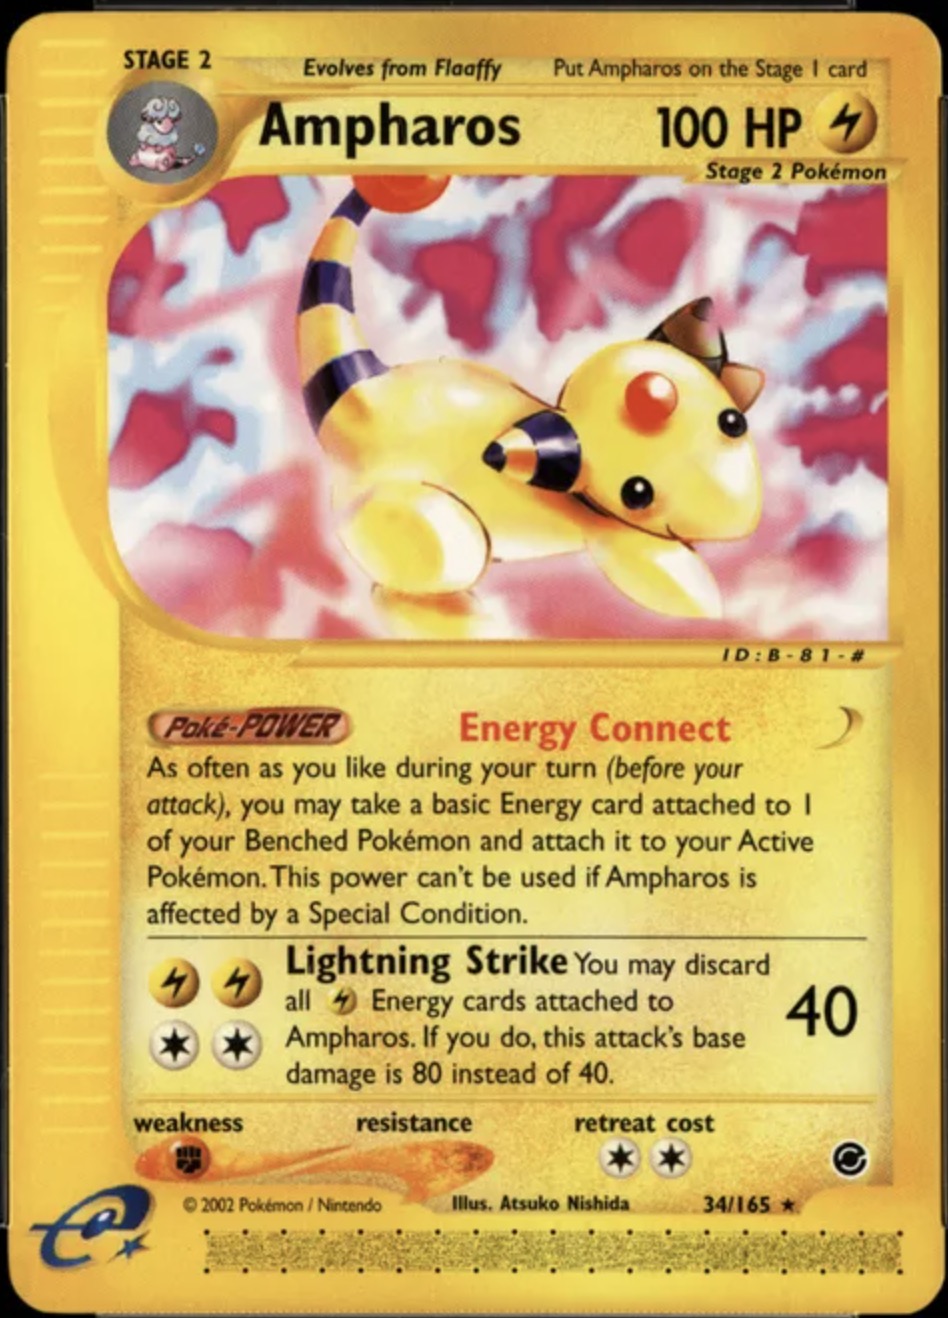 STAGE 2
Evolves from Flaaffy Put Ampharos on the Stage 1 card
Ampharos 100 HP
Stage 2 Pokémon
ID:B-81-#
Poké-POWER Energy Connect
As often as you like during your turn (before your
attack), you may take a basic Energy card attached to 1
of your Benched Pokémon and attach it to your Active
Pokémon. This power can't be used if Ampharos is
affected by a Special Condition.
Lightning Strike You may discard
all Energy cards attached to
Ampharos. If you do, this attack's base
damage is 80 instead of 40.
40
weakness resistance retreat cost
© 2002 Pokémon / Nintendo Illus. Atsuko Nishida 34/165 ★
e